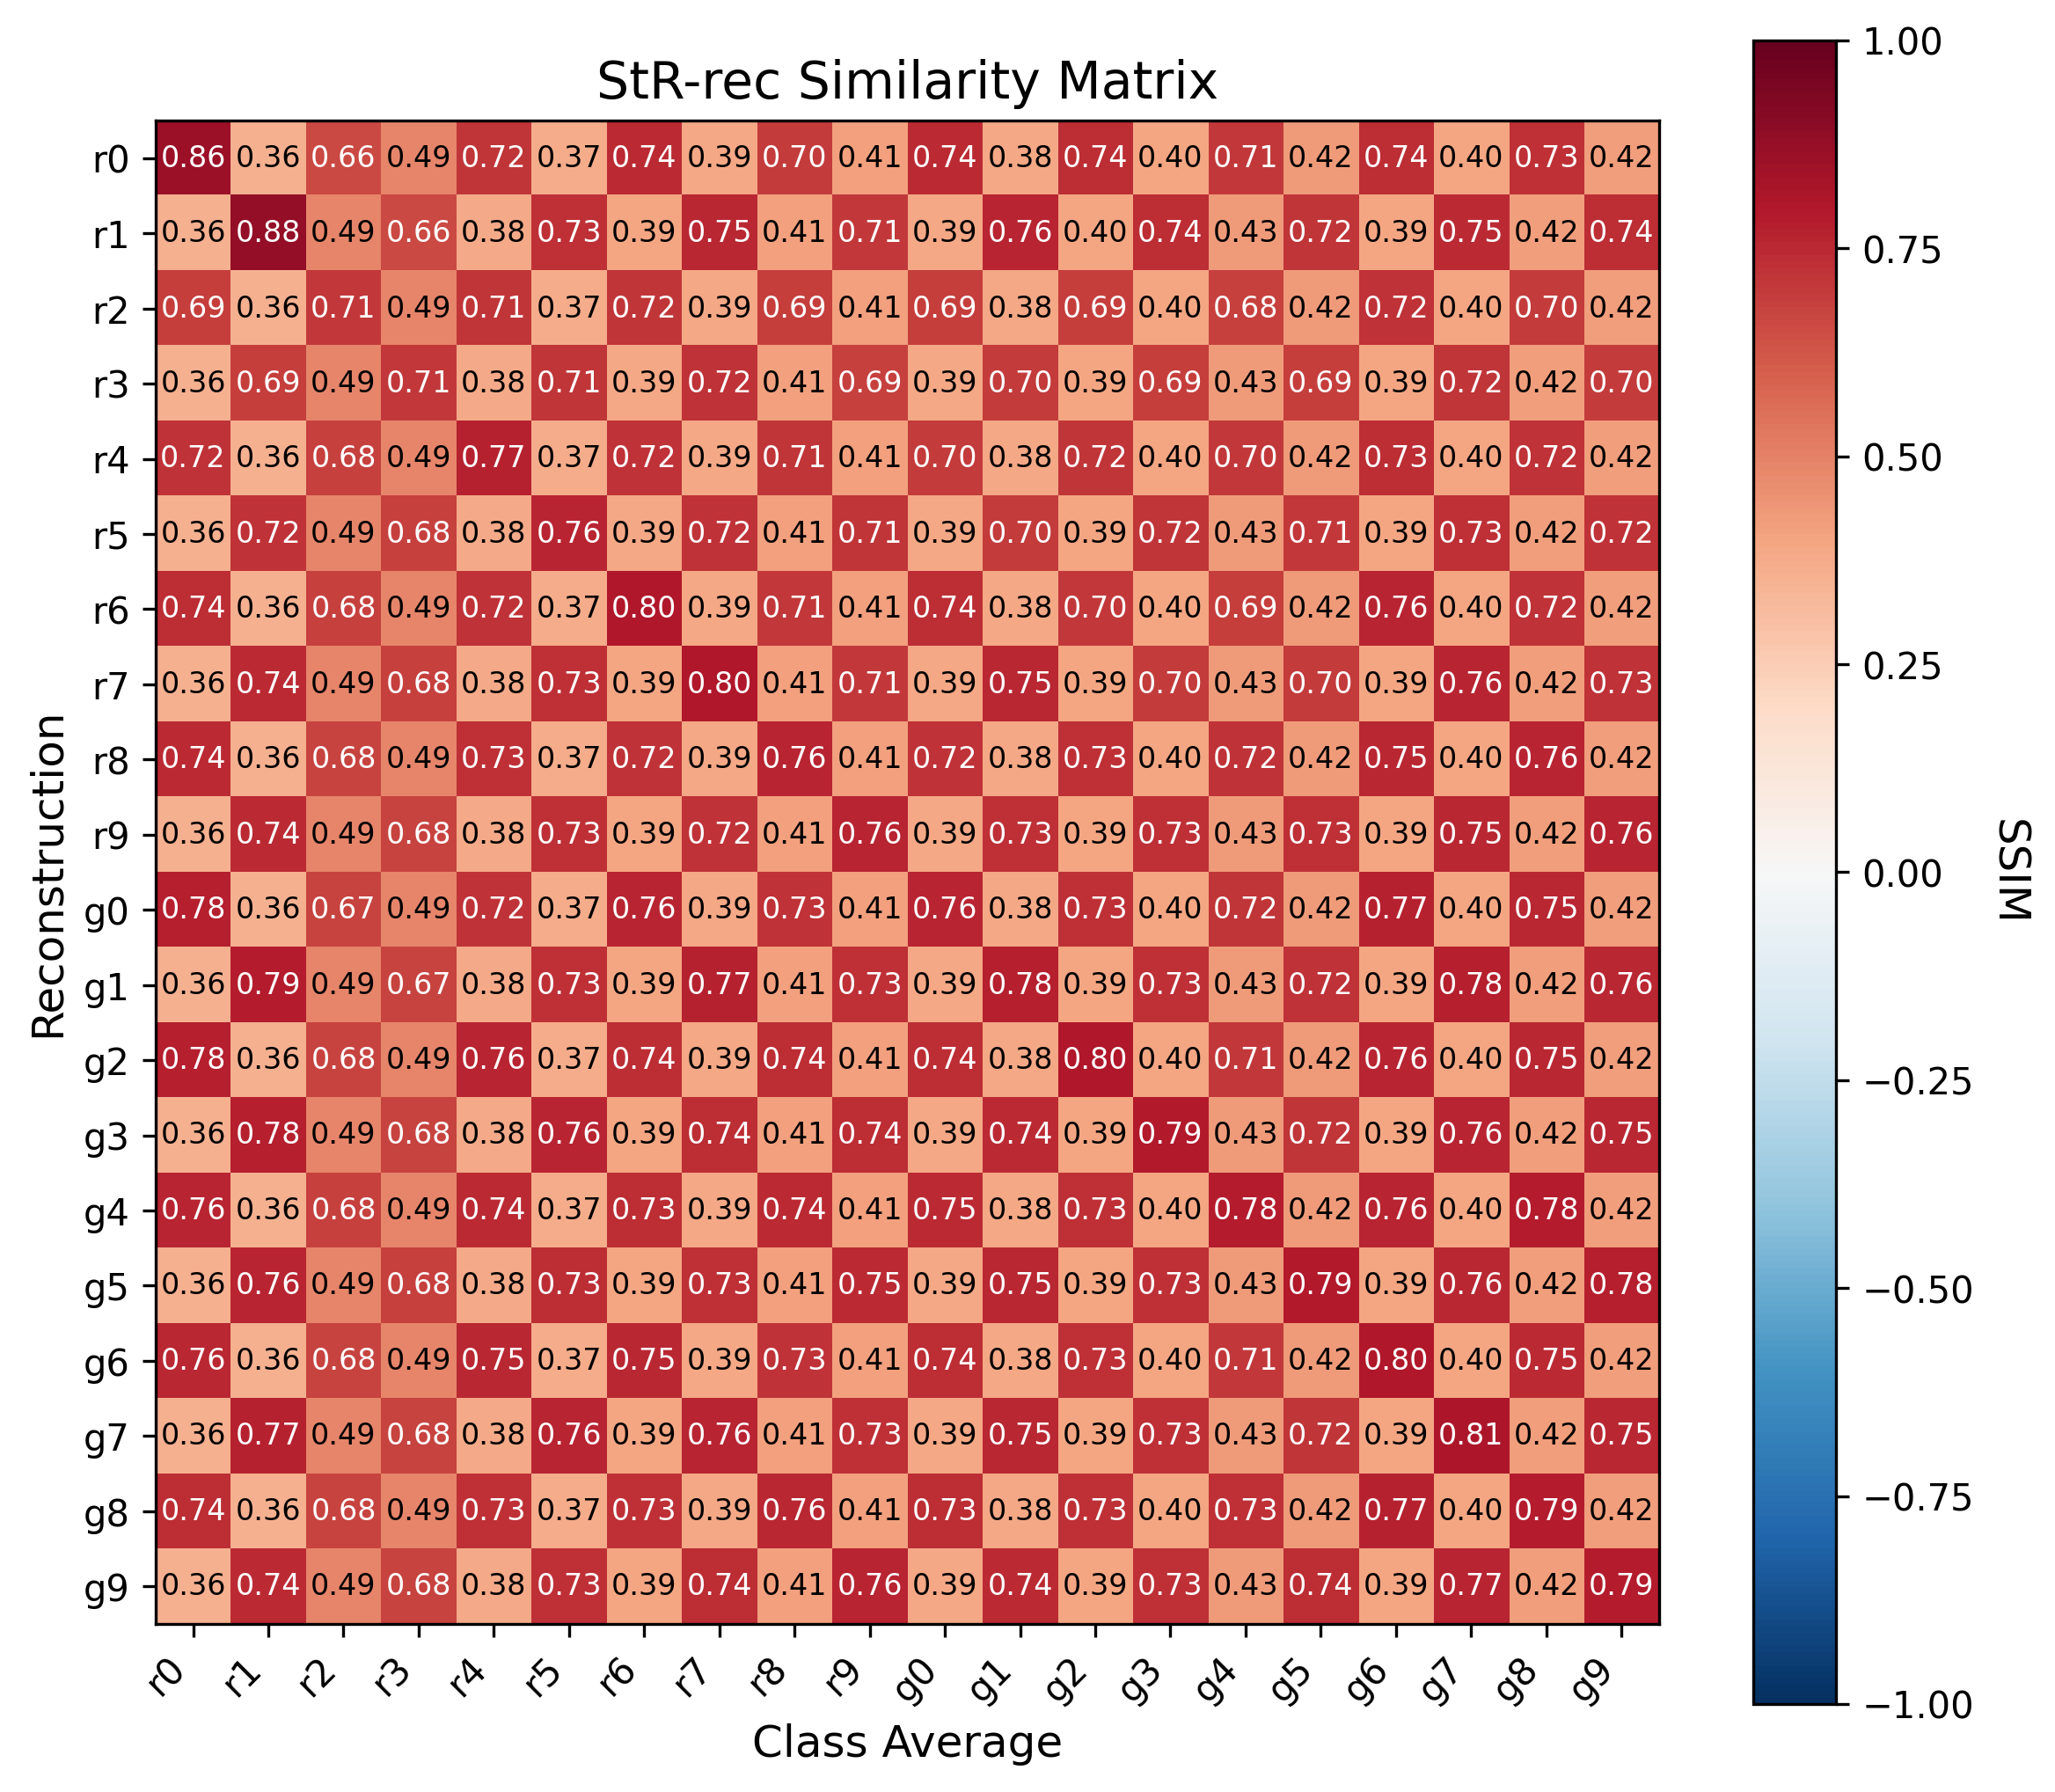 StR-rec Similarity Matrix
r0 0.86 0.36 0.66 0.49 0.72 0.37 0.74 0.39 0.70 0.41 0.74 0.38 0.74 0.40 0.71 0.42 0.74 0.40 0.73 0.42
r1 0.36 0.88 0.49 0.66 0.38 0.73 0.39 0.75 0.41 0.71 0.39 0.76 0.40 0.74 0.43 0.72 0.39 0.75 0.42 0.74
r2 0.69 0.36 0.71 0.49 0.71 0.37 0.72 0.39 0.69 0.41 0.69 0.38 0.69 0.40 0.68 0.42 0.72 0.40 0.70 0.42
r3 0.36 0.69 0.49 0.71 0.38 0.71 0.39 0.72 0.41 0.69 0.39 0.70 0.39 0.69 0.43 0.69 0.39 0.72 0.42 0.70
r4 0.72 0.36 0.68 0.49 0.77 0.37 0.72 0.39 0.71 0.41 0.70 0.38 0.72 0.40 0.70 0.42 0.73 0.40 0.72 0.42
r5 0.36 0.72 0.49 0.68 0.38 0.76 0.39 0.72 0.41 0.71 0.39 0.70 0.39 0.72 0.43 0.71 0.39 0.73 0.42 0.72
r6 0.74 0.36 0.68 0.49 0.72 0.37 0.80 0.39 0.71 0.41 0.74 0.38 0.70 0.40 0.69 0.42 0.76 0.40 0.72 0.42
r7 0.36 0.74 0.49 0.68 0.38 0.73 0.39 0.80 0.41 0.71 0.39 0.75 0.39 0.70 0.43 0.70 0.39 0.76 0.42 0.73
r8 0.74 0.36 0.68 0.49 0.73 0.37 0.72 0.39 0.76 0.41 0.72 0.38 0.73 0.40 0.72 0.42 0.75 0.40 0.76 0.42
r9 0.36 0.74 0.49 0.68 0.38 0.73 0.39 0.72 0.41 0.76 0.39 0.73 0.39 0.73 0.43 0.73 0.39 0.75 0.42 0.76
g0 0.78 0.36 0.67 0.49 0.72 0.37 0.76 0.39 0.73 0.41 0.76 0.38 0.73 0.40 0.72 0.42 0.77 0.40 0.75 0.42
g1 0.36 0.79 0.49 0.67 0.38 0.73 0.39 0.77 0.41 0.73 0.39 0.78 0.39 0.73 0.43 0.72 0.39 0.78 0.42 0.76
g2 0.78 0.36 0.68 0.49 0.76 0.37 0.74 0.39 0.74 0.41 0.74 0.38 0.80 0.40 0.71 0.42 0.76 0.40 0.75 0.42
g3 0.36 0.78 0.49 0.68 0.38 0.76 0.39 0.74 0.41 0.74 0.39 0.74 0.39 0.79 0.43 0.72 0.39 0.76 0.42 0.75
g4 0.76 0.36 0.68 0.49 0.74 0.37 0.73 0.39 0.74 0.41 0.75 0.38 0.73 0.40 0.78 0.42 0.76 0.40 0.78 0.42
g5 0.36 0.76 0.49 0.68 0.38 0.73 0.39 0.73 0.41 0.75 0.39 0.75 0.39 0.73 0.43 0.79 0.39 0.76 0.42 0.78
g6 0.76 0.36 0.68 0.49 0.75 0.37 0.75 0.39 0.73 0.41 0.74 0.38 0.73 0.40 0.71 0.42 0.80 0.40 0.75 0.42
g7 0.36 0.77 0.49 0.68 0.38 0.76 0.39 0.76 0.41 0.73 0.39 0.75 0.39 0.73 0.43 0.72 0.39 0.81 0.42 0.75
g8 0.74 0.36 0.68 0.49 0.73 0.37 0.73 0.39 0.76 0.41 0.73 0.38 0.73 0.40 0.73 0.42 0.77 0.40 0.79 0.42
g9 0.36 0.74 0.49 0.68 0.38 0.73 0.39 0.74 0.41 0.76 0.39 0.74 0.39 0.73 0.43 0.74 0.39 0.77 0.42 0.79
r0 r1 r2 r3 r4 r5 r6 r7 r8 r9 g0 g1 g2 g3 g4 g5 g6 g7 g8 g9
Class Average
Reconstruction
1.00
0.75
0.50
0.25
0.00
−0.25
−0.50
−0.75
−1.00
SSIM